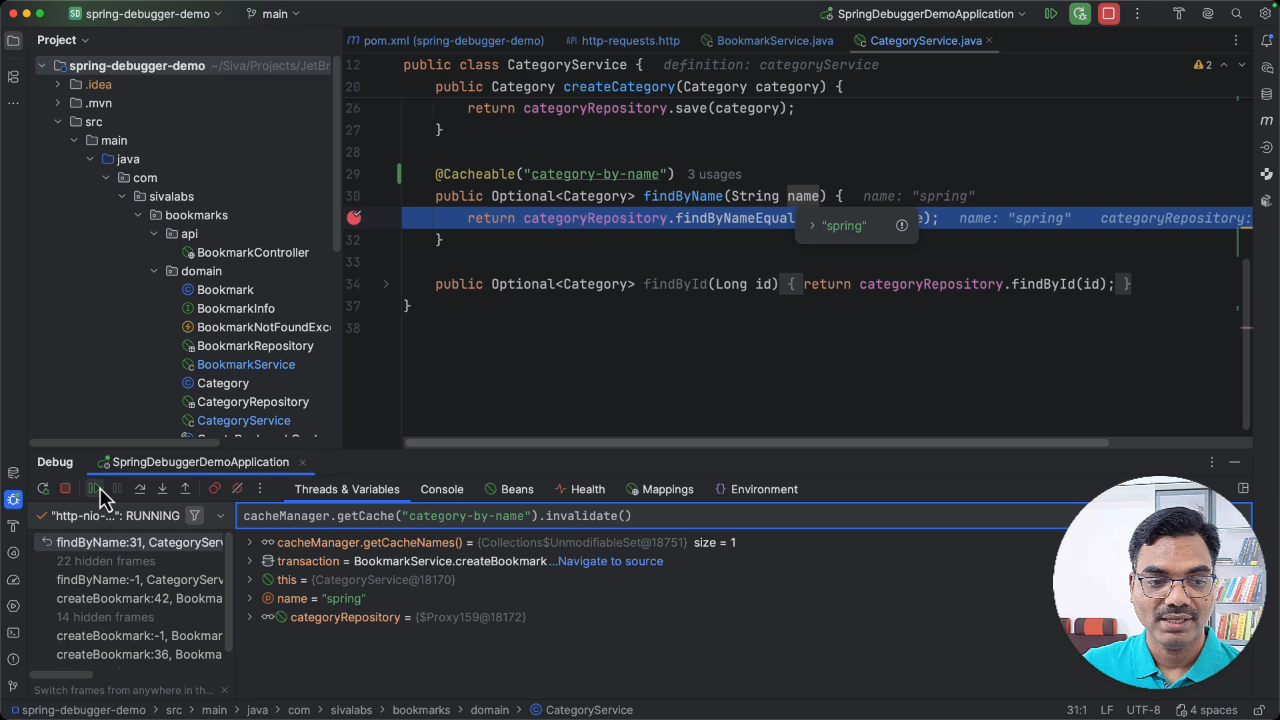 SD spring-debugger-demo main SpringDebuggerDemoApplication
Project
pom.xml (spring-debugger-demo) API http-requests.http BookmarkService.java CategoryService.java
spring-debugger-demo ~/Siva/Projects/JetBr
.idea
.mvn
src
main
java
com
sivalabs
bookmarks
api
BookmarkController
domain
Bookmark
BookmarkInfo
BookmarkNotFoundExce
BookmarkRepository
BookmarkService
Category
CategoryRepository
CategoryService
12 public class CategoryService { definition: categoryService
2
20 public Category createCategory(Category category) {
26 return categoryRepository.save(category);
27 }
28
29 @Cacheable("category-by-name") 3 usages
30 public Optional<Category> findByName(String name) { name: "spring"
return categoryRepository.findByNameEqual e); name: "spring" categoryRepository:
"spring"
32 }
33
34 public Optional<Category> findById(Long id) { return categoryRepository.findById(id); }
37 }
38
Debug SpringDebuggerDemoApplication
Threads & Variables Console Beans Health Mappings Environment
"http-nio-...": RUNNING
cacheManager.getCache("category-by-name").invalidate()
findByName:31, CategoryServ
22 hidden frames
findByName:-1, CategoryServ
createBookmark:42, Bookma
14 hidden frames
createBookmark:-1, Bookmar
createBookmark:36, Bookma
Switch frames from anywhere in th...
cacheManager.getCacheNames() = {Collections$UnmodifiableSet@18751} size = 1
transaction = BookmarkService.createBookmark ...Navigate to source
this = {CategoryService@18170}
name = "spring"
categoryRepository = {$Proxy159@18172}
spring-debugger-demo > src > main > java > com > sivalabs > bookmarks > domain > CategoryService
31:1 LF UTF-8 4 spaces